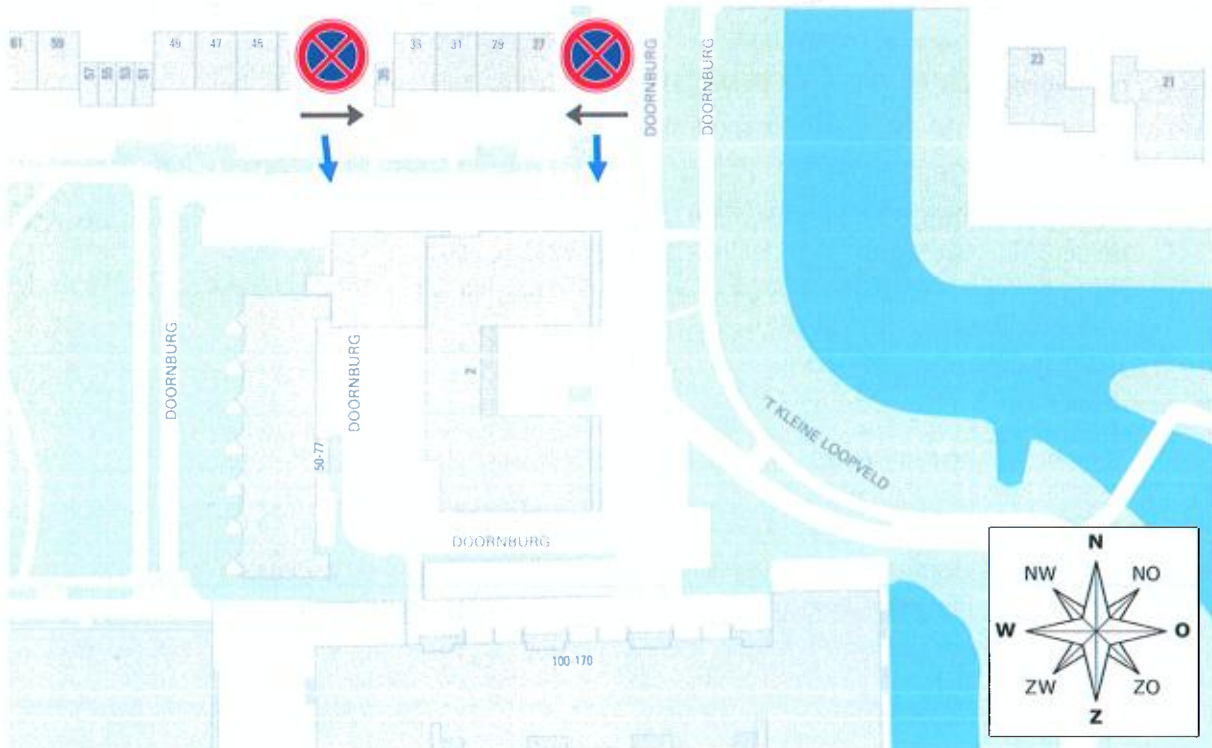 61 59 57 55 53 51 49 47 45 35 33 31 29 27
DOORNBURG
DOORNBURG
23
21
DOORNBURG
DOORNBURG
2
50-77
'T KLEINE LOOPVELD
DOORNBURG
100-170
N
NW NO
W O
ZW ZO
Z